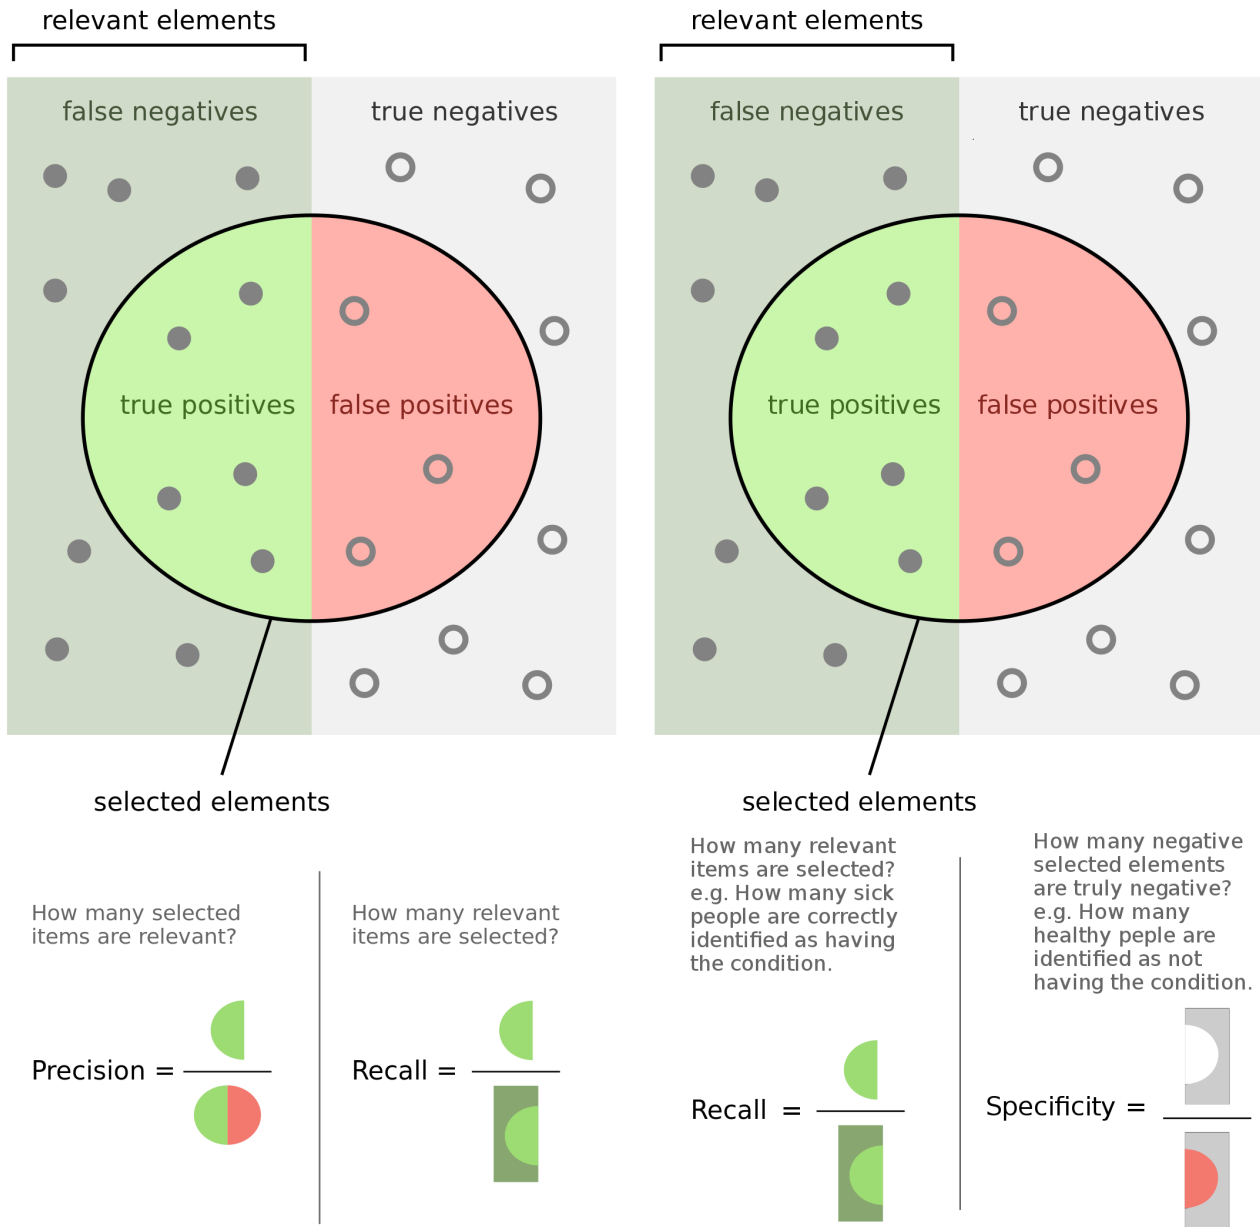 relevant elements
false negatives
true negatives
true positives
false positives
selected elements
How many selected
items are relevant?
How many relevant
items are selected?
Precision =
Recall =
relevant elements
false negatives
true negatives
true positives
false positives
selected elements
How many relevant
items are selected?
e.g. How many sick
people are correctly
identified as having
the condition.
How many negative
selected elements
are truly negative?
e.g. How many
healthy peple are
identified as not
having the condition.
Recall =
Specificity =